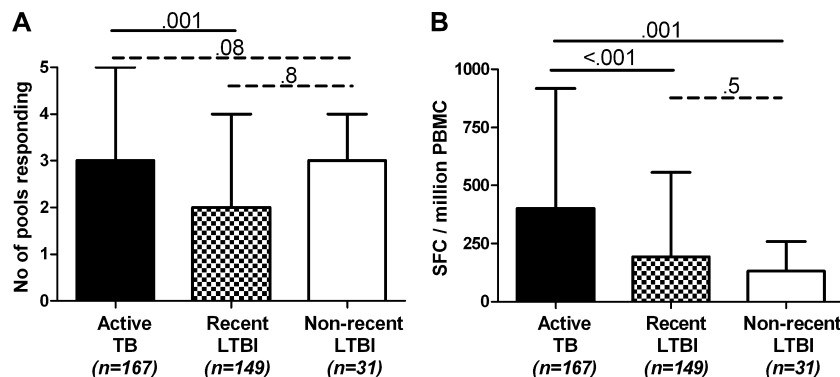 A
.001
.08
.8
No of pools responding
5
4
3
2
1
0
Active TB (n=167)
Recent LTBI (n=149)
Non-recent LTBI (n=31)
B
.001
<.001
.5
SFC / million PBMC
1000
750
500
250
0
Active TB (n=167)
Recent LTBI (n=149)
Non-recent LTBI (n=31)